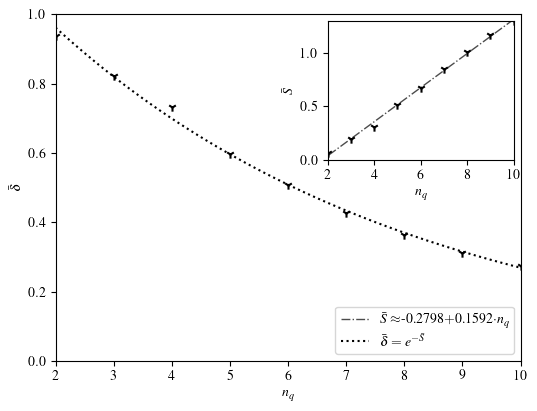 1.0
0.8
0.6
0.4
0.2
0.0
δ̄
2 3 4 5 6 7 8 9 10
n_q
1.0
0.5
0.0
S̄
2 4 6 8 10
n_q
S̄ ≈-0.2798+0.1592·n_q
δ̄ = e^{-S̄}